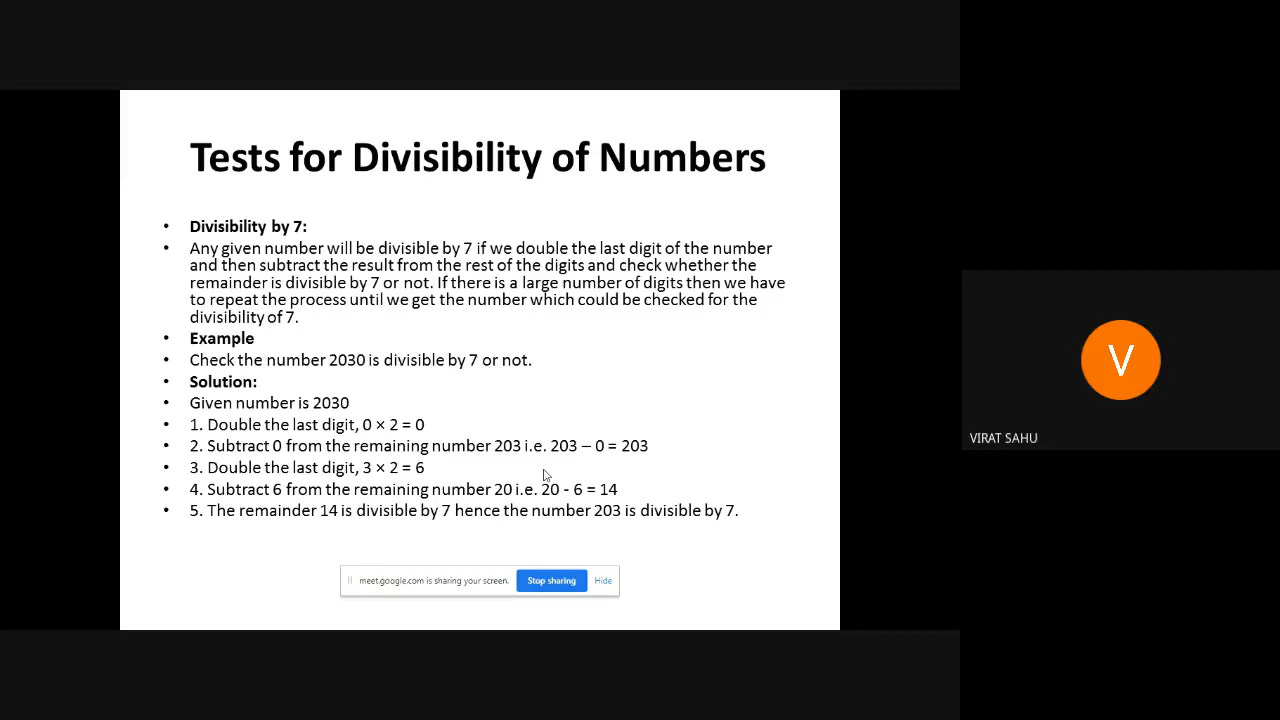 Tests for Divisibility of Numbers
• Divisibility by 7:
• Any given number will be divisible by 7 if we double the last digit of the number
and then subtract the result from the rest of the digits and check whether the
remainder is divisible by 7 or not. If there is a large number of digits then we have
to repeat the process until we get the number which could be checked for the
divisibility of 7.
• Example
• Check the number 2030 is divisible by 7 or not.
• Solution:
• Given number is 2030
• 1. Double the last digit, 0 × 2 = 0
• 2. Subtract 0 from the remaining number 203 i.e. 203 – 0 = 203
• 3. Double the last digit, 3 × 2 = 6
• 4. Subtract 6 from the remaining number 20 i.e. 20 - 6 = 14
• 5. The remainder 14 is divisible by 7 hence the number 203 is divisible by 7.
meet.google.com is sharing your screen. Stop sharing Hide
V
VIRAT SAHU